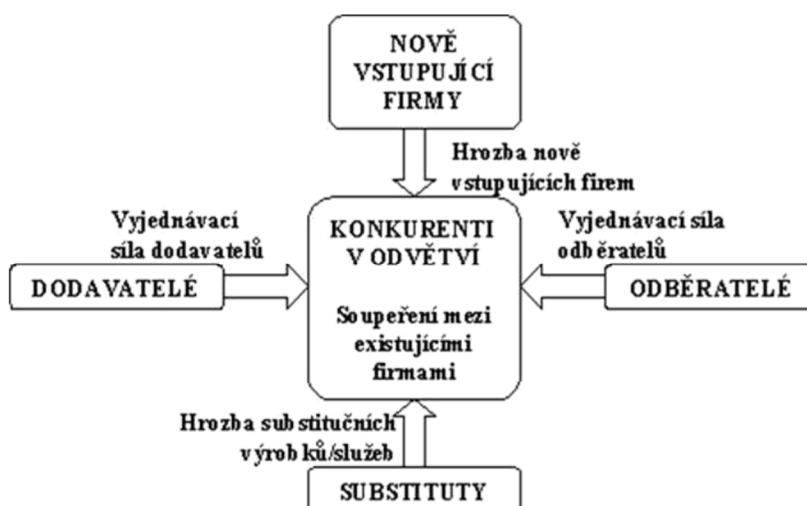 NOVĚ
VSTUPUJÍCÍ
FIRMY
Hrozba nově
vstupujících firem
Vyjednávací
síla dodavatelů
KONKURENTI
V ODVĚTVÍ
Vyjednávací síla
odběratelů
DODAVATELÉ
ODBĚRATELÉ
Soupeření mezi
existujícími
firmami
Hrozba substitučních
výrobků/služeb
SUBSTITUTY